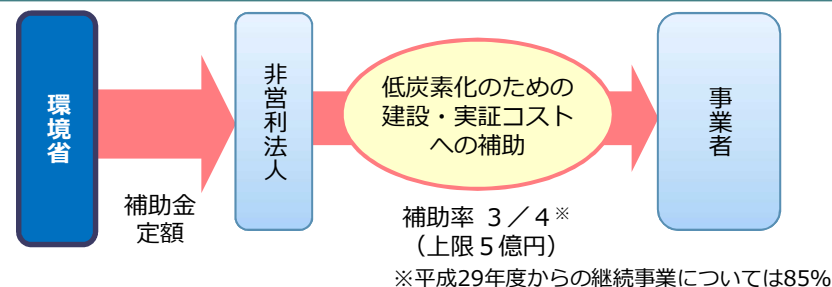 環境省
補助金
定額
非営利法人
低炭素化のための
建設・実証コスト
への補助
補助率 ３／４※
（上限５億円）
※平成29年度からの継続事業については85%
事業者